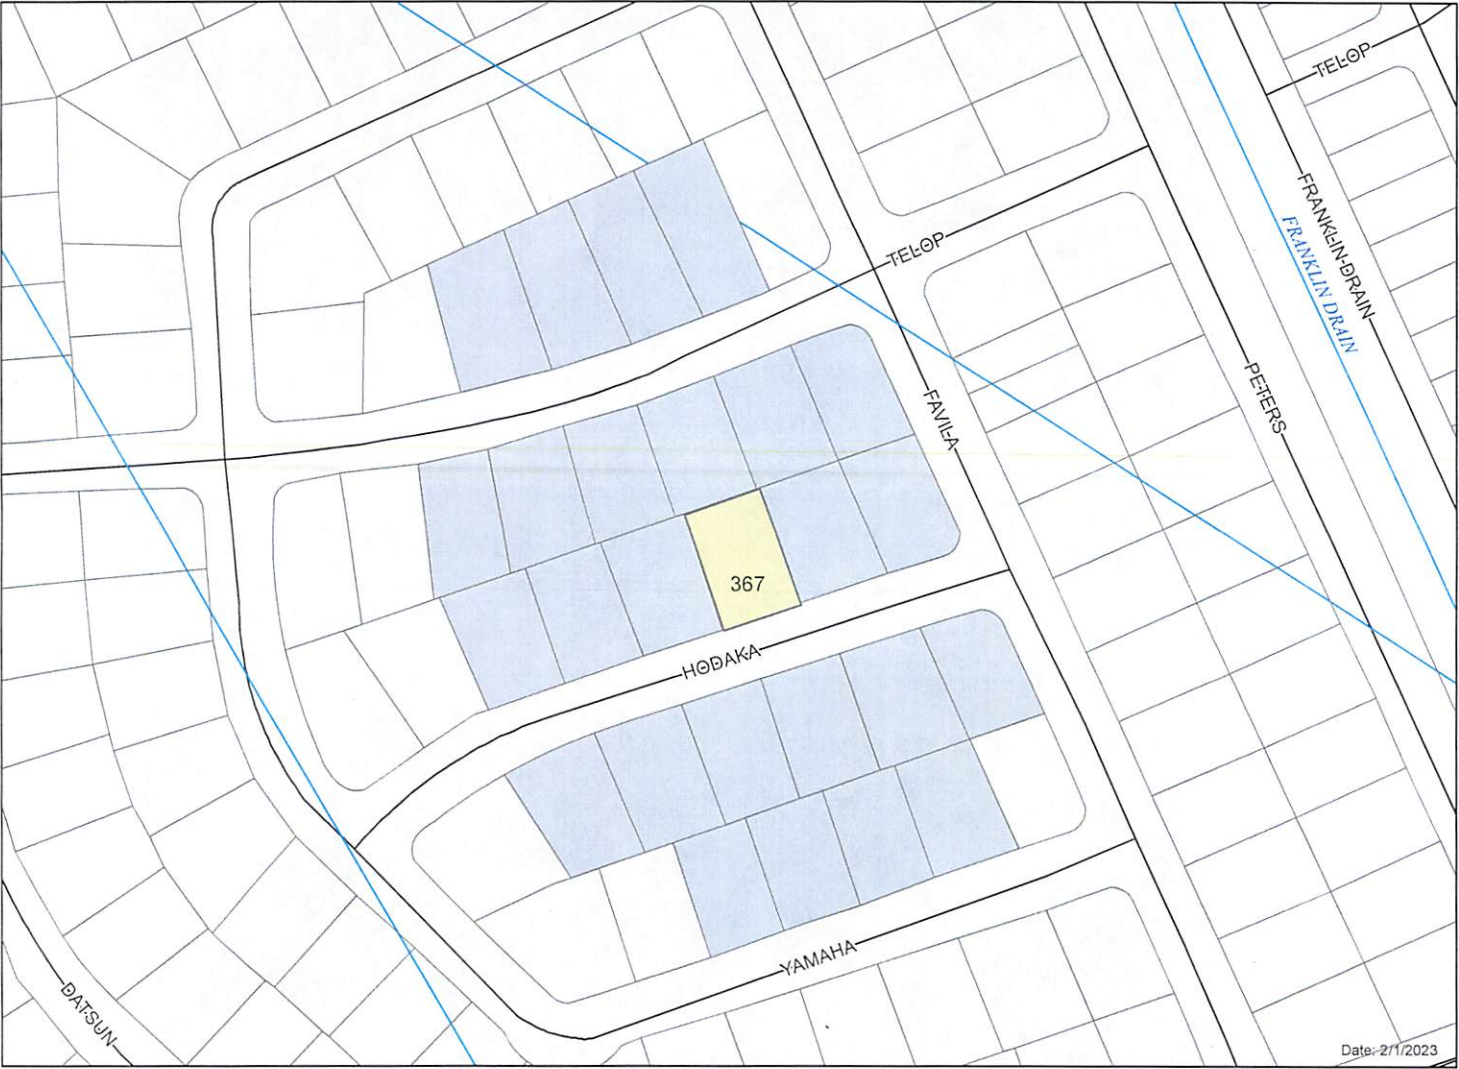 TELOP
FRANKLIN DRAIN
FRANKLIN DRAIN
TELOP
PETERS
FAVILA
367
HODAKA
YAMAHA
DATSUN
Date: 2/1/2023